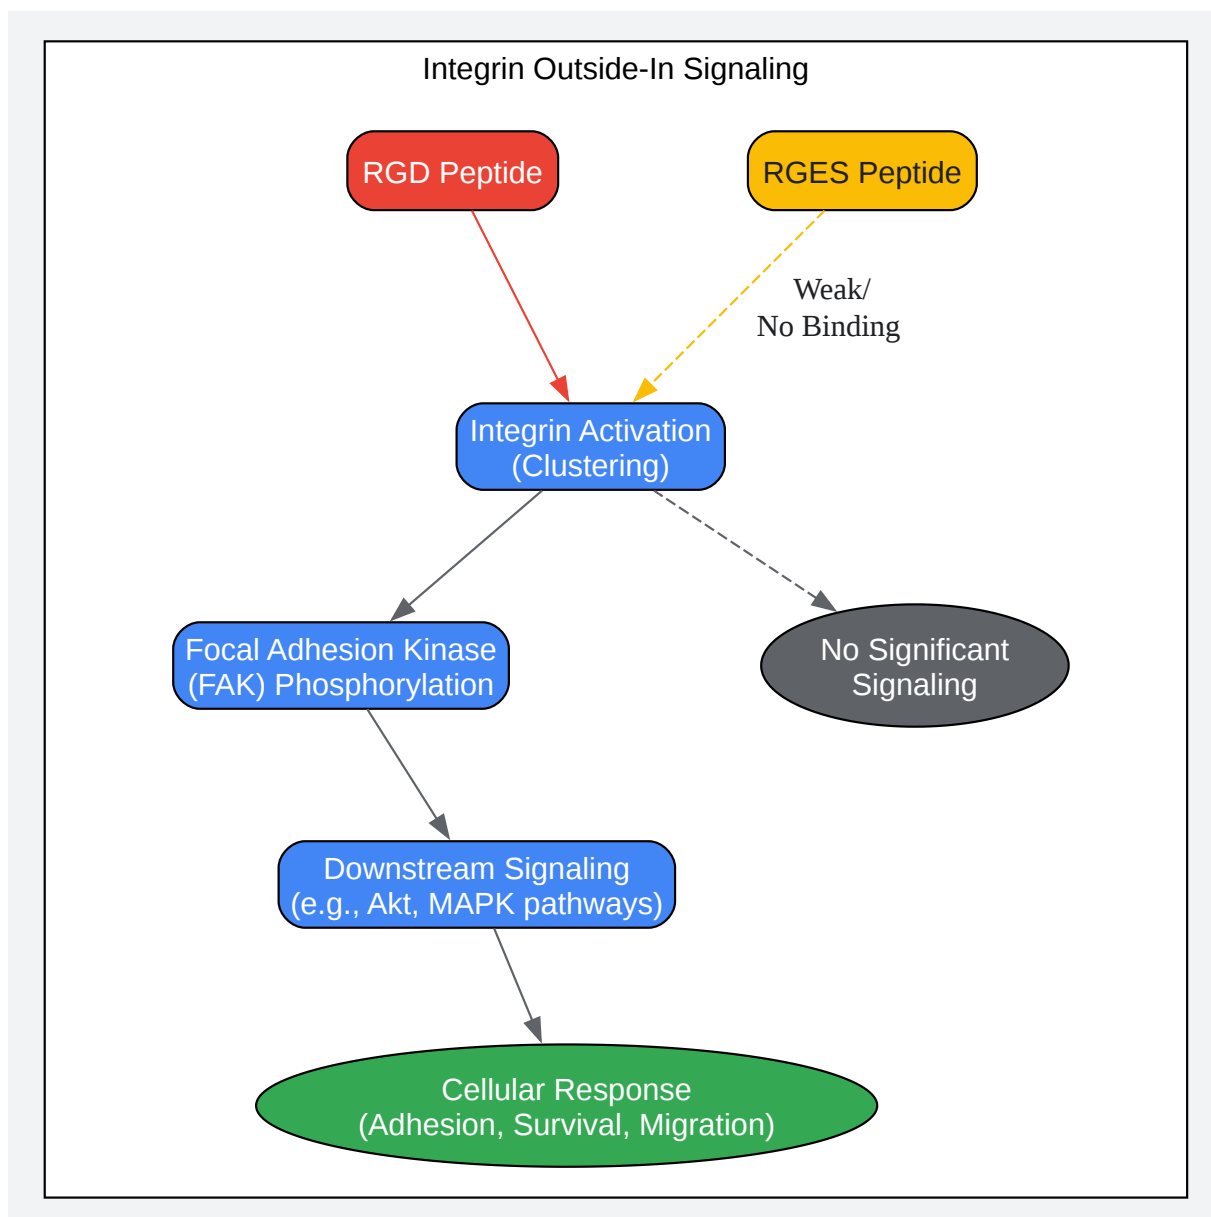 Integrin Outside-In Signaling
RGD Peptide
RGES Peptide
Weak/
No Binding
Integrin Activation
(Clustering)
Focal Adhesion Kinase
(FAK) Phosphorylation
No Significant
Signaling
Downstream Signaling
(e.g., Akt, MAPK pathways)
Cellular Response
(Adhesion, Survival, Migration)